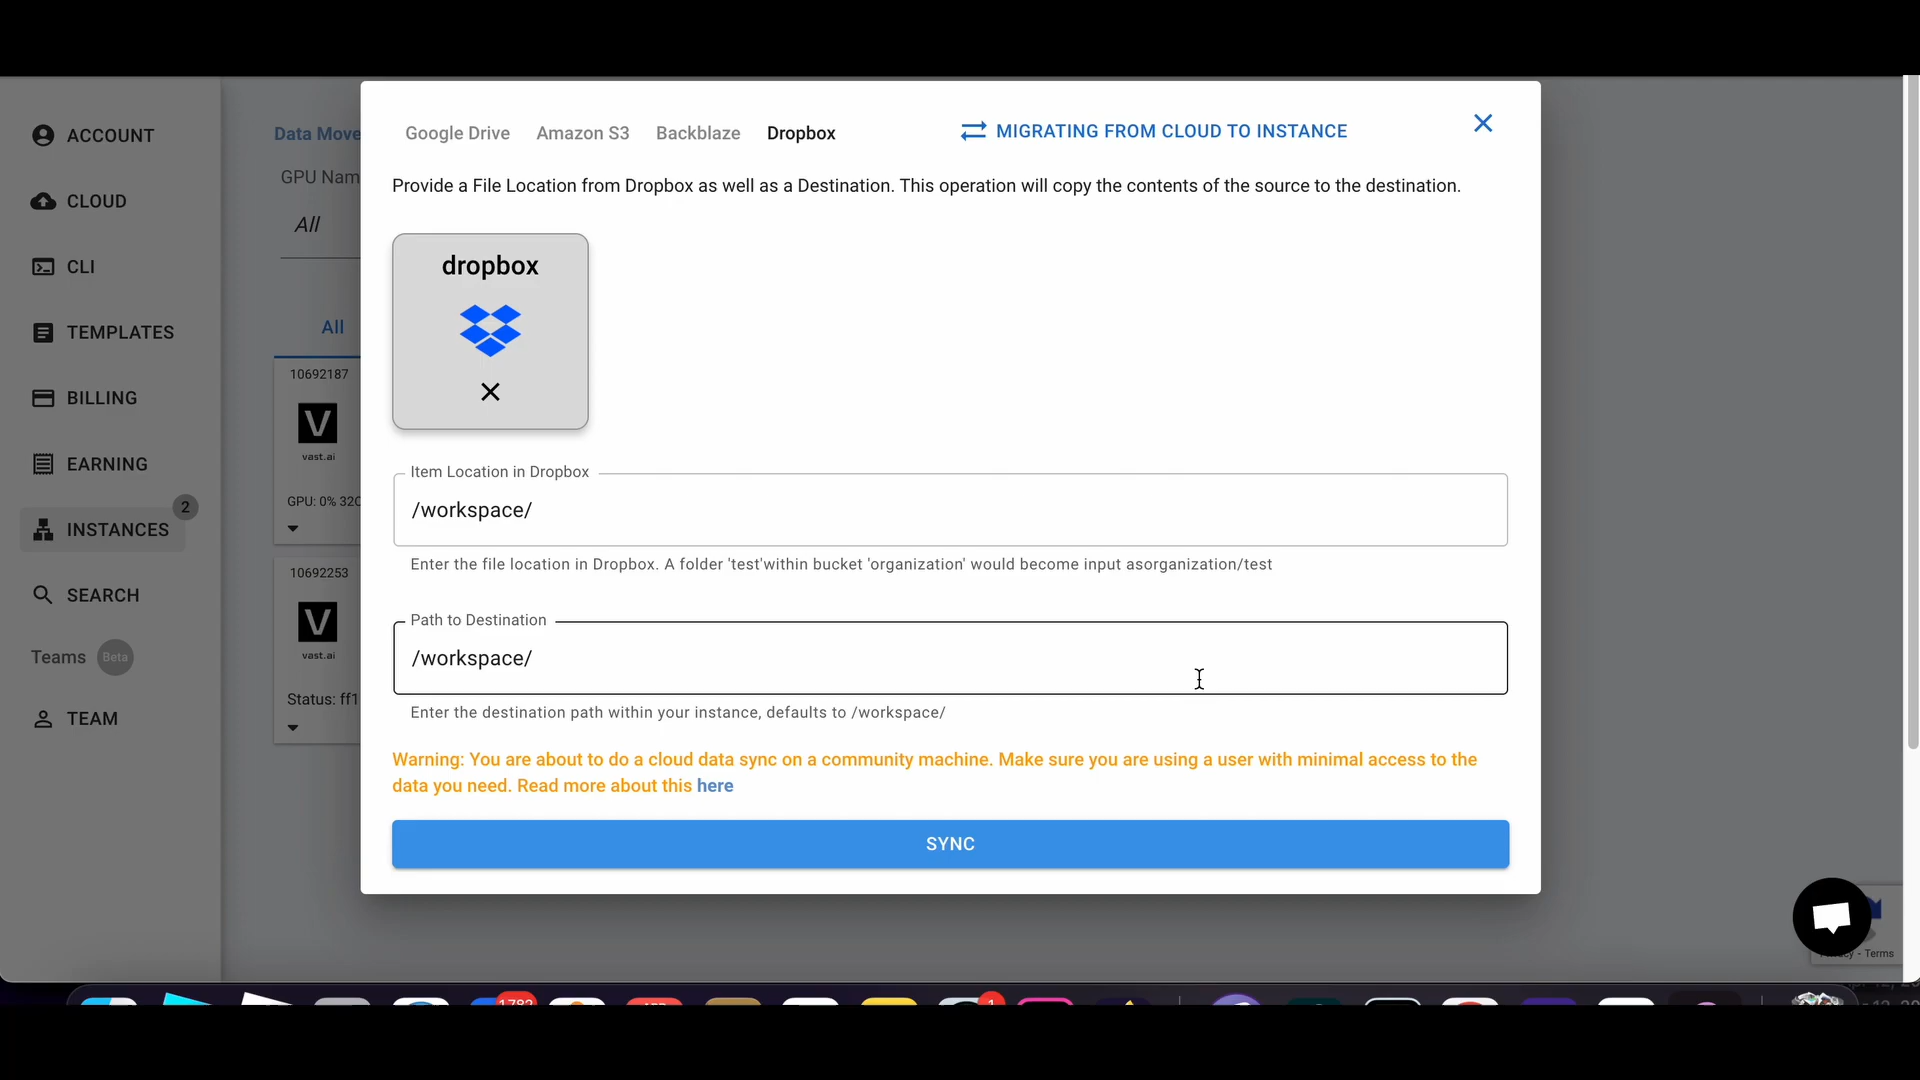 ACCOUNT
CLOUD
CLI
TEMPLATES
BILLING
EARNING
INSTANCES
2
SEARCH
Teams Beta
TEAM
Data Move
GPU Nam
All
All
10692187
V
vast.ai
GPU: 0% 32C
10692253
V
vast.ai
Status: ff1
Google Drive Amazon S3 Backblaze Dropbox
MIGRATING FROM CLOUD TO INSTANCE
Provide a File Location from Dropbox as well as a Destination. This operation will copy the contents of the source to the destination.
dropbox
Item Location in Dropbox
/workspace/
Enter the file location in Dropbox. A folder 'test'within bucket 'organization' would become input asorganization/test
Path to Destination
/workspace/
Enter the destination path within your instance, defaults to /workspace/
Warning: You are about to do a cloud data sync on a community machine. Make sure you are using a user with minimal access to the
data you need. Read more about this here
SYNC
- Terms
1783
1